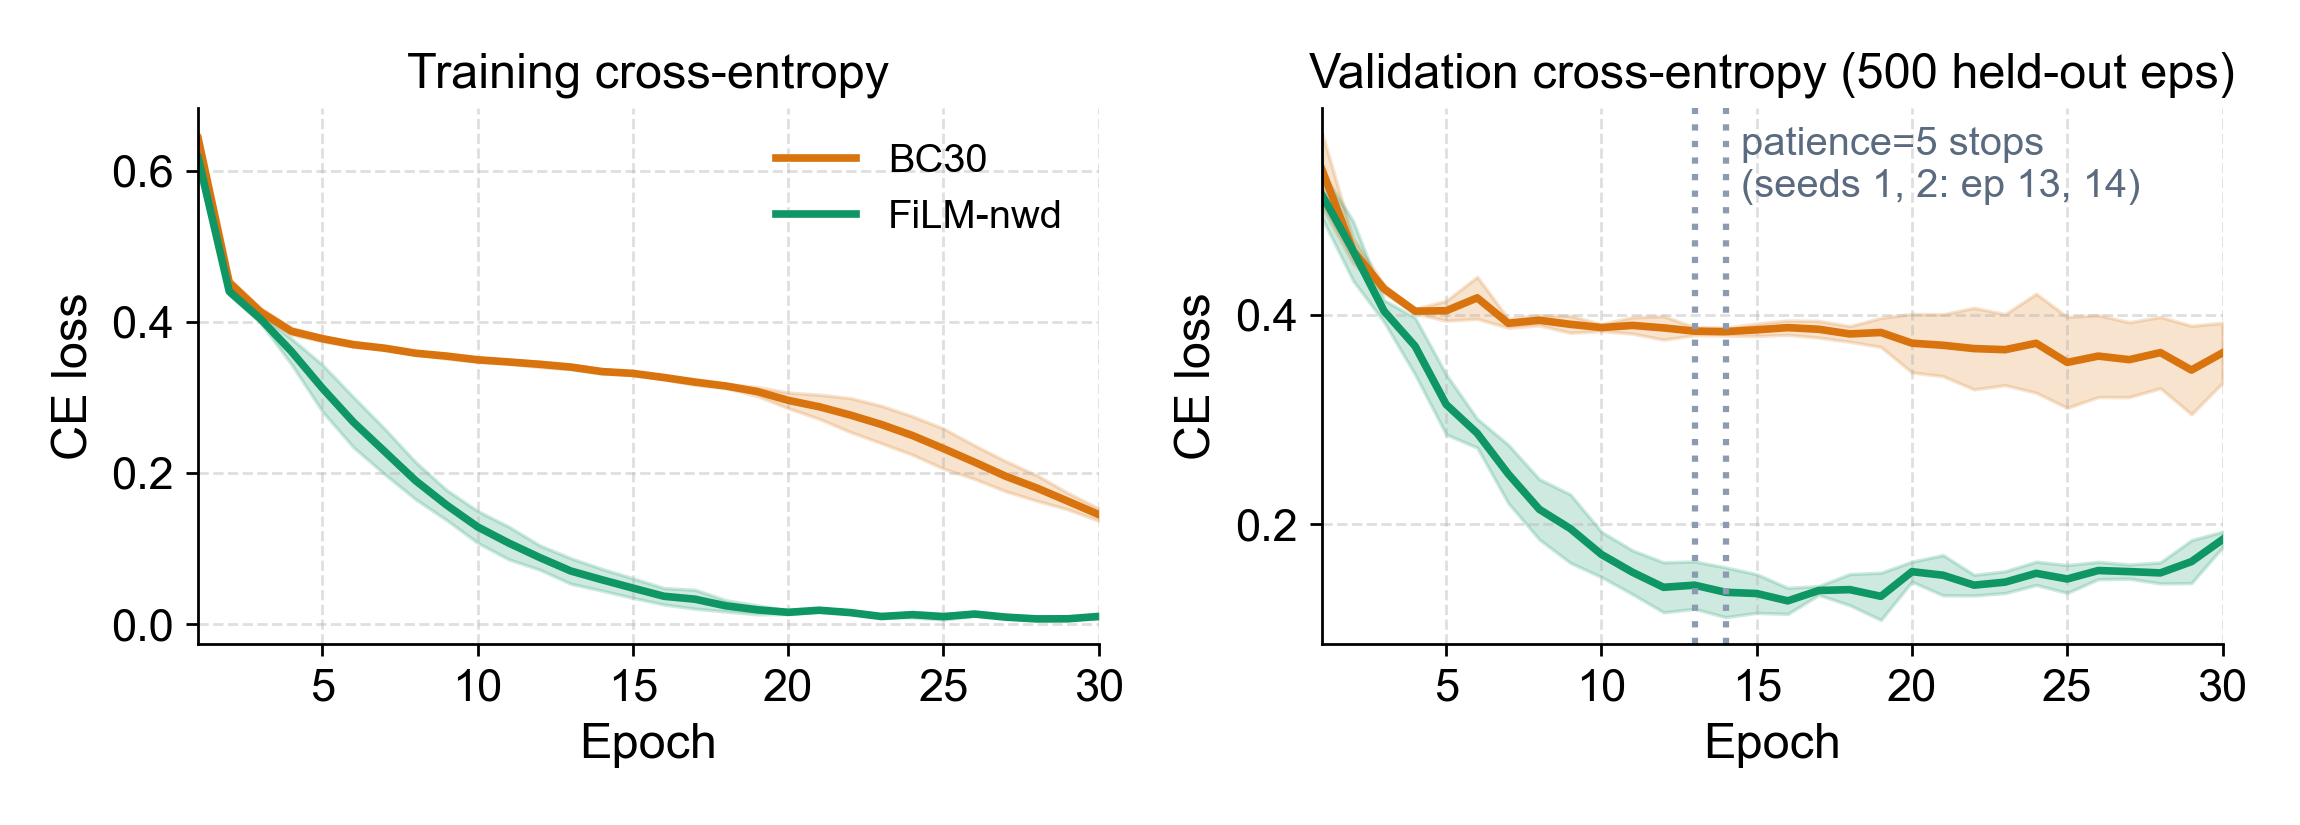 Training cross-entropy
BC30
FiLM-nwd
0.6
0.4
0.2
0.0
CE loss
5 10 15 20 25 30
Epoch
Validation cross-entropy (500 held-out eps)
patience=5 stops
(seeds 1, 2: ep 13, 14)
0.4
0.2
CE loss
5 10 15 20 25 30
Epoch